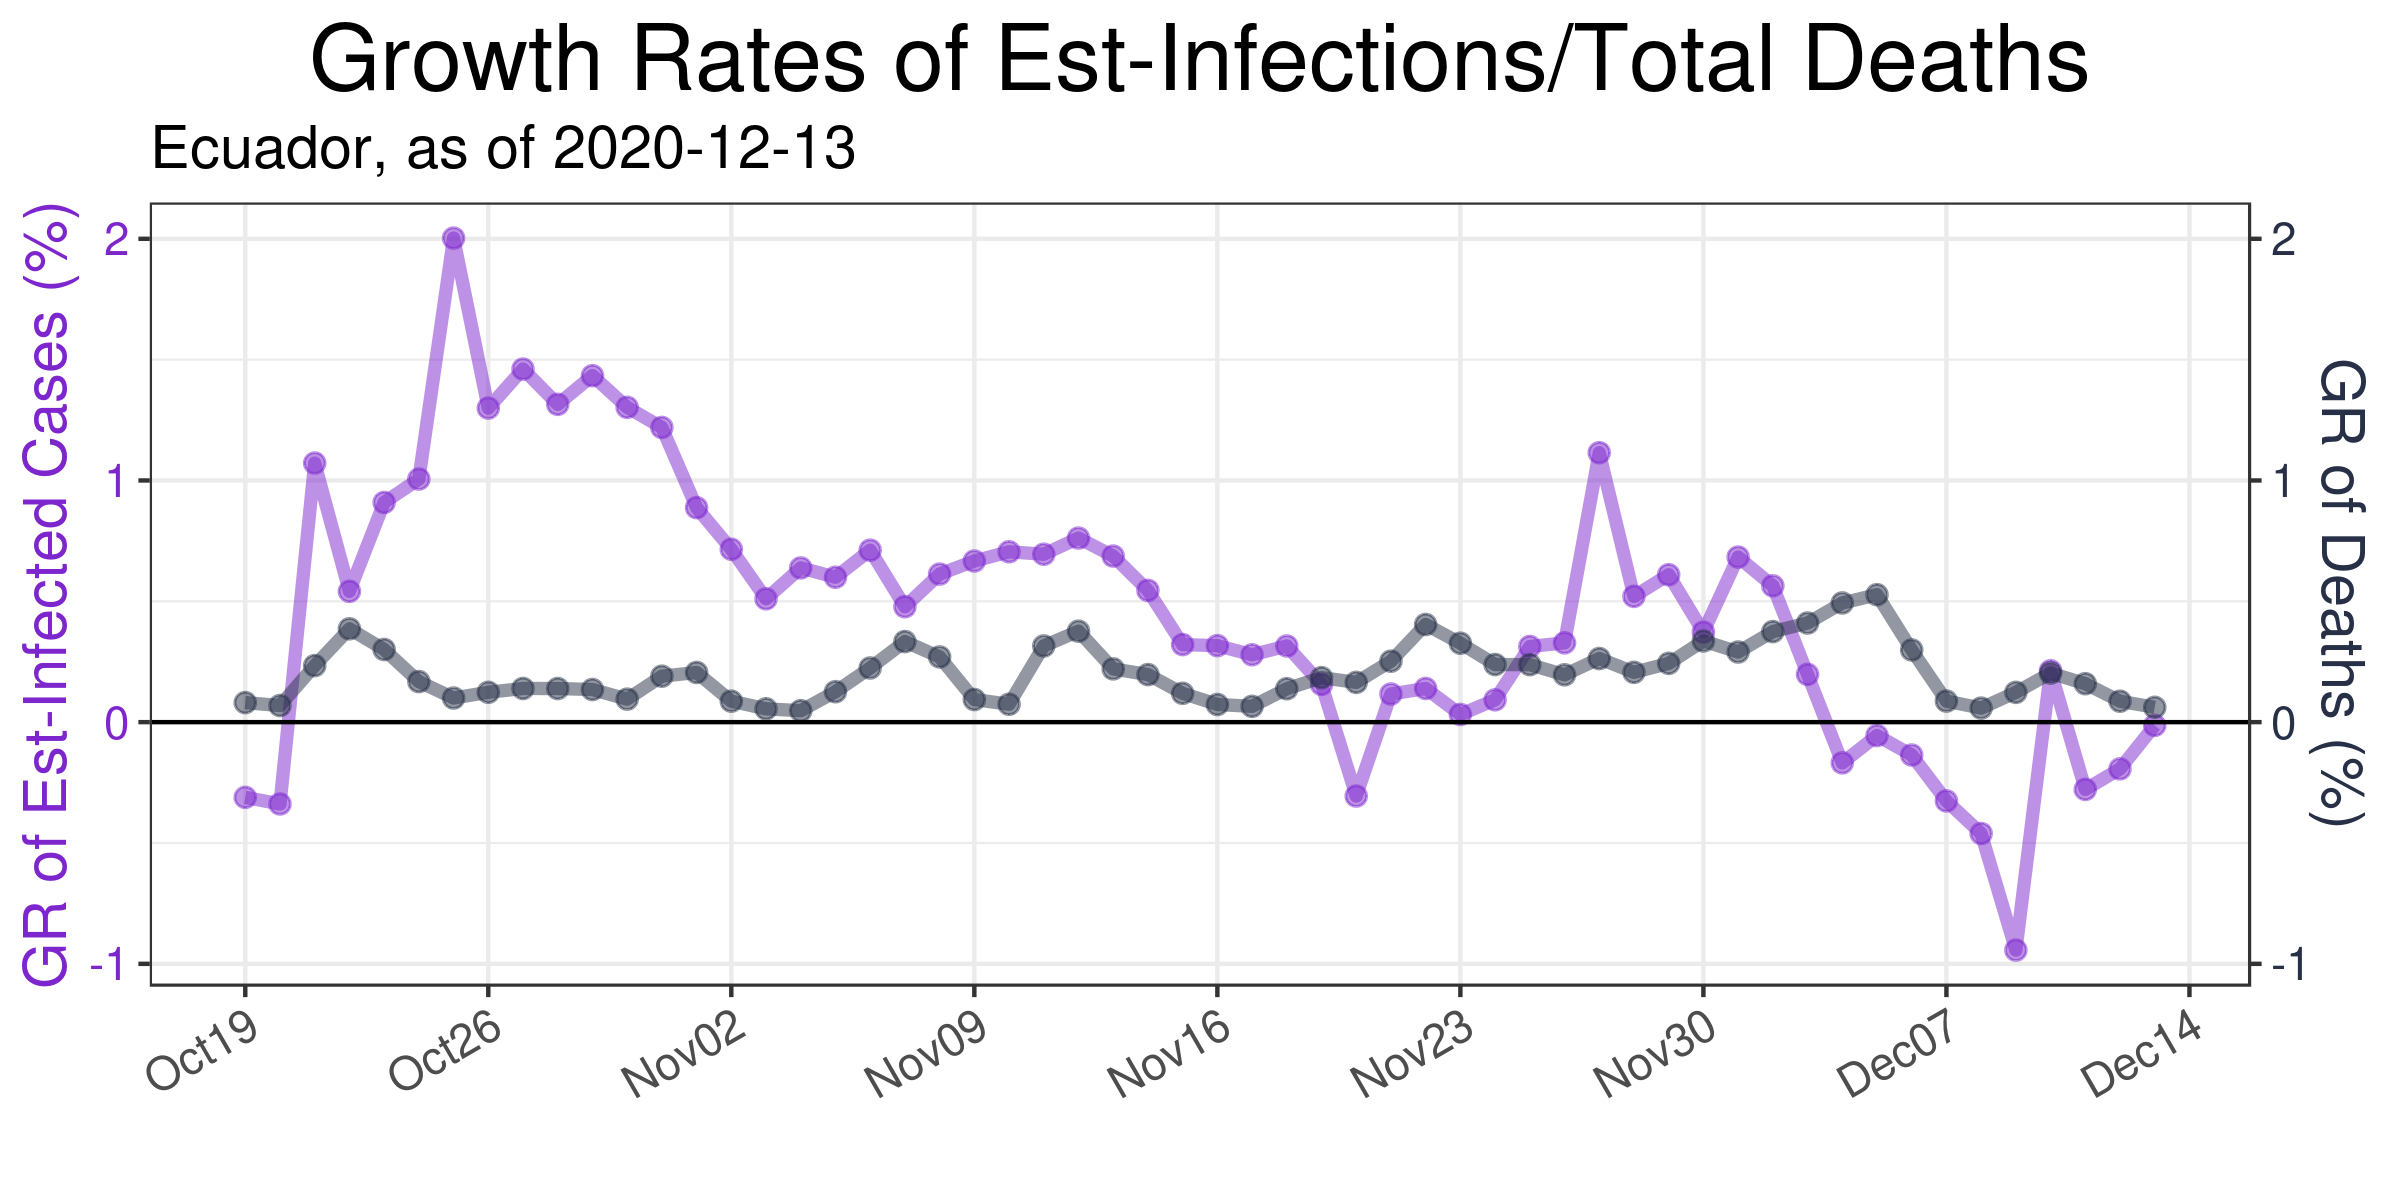 Growth Rates of Est-Infections/Total Deaths
Ecuador, as of 2020-12-13
GR of Est-Infected Cases (%)
2
1
0
-1
2
1
0
-1
GR of Deaths (%)
Oct19
Oct26
Nov02
Nov09
Nov16
Nov23
Nov30
Dec07
Dec14